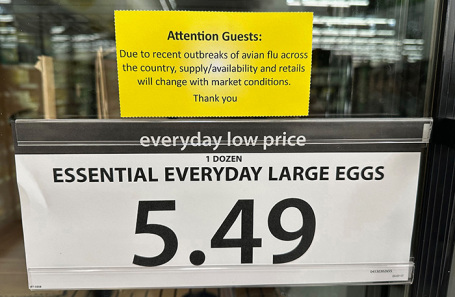 Attention Guests:
Due to recent outbreaks of avian flu across
the country, supply/availability and retails
will change with market conditions.
Thank you
everyday low price
1 DOZEN
ESSENTIAL EVERYDAY LARGE EGGS
5.49